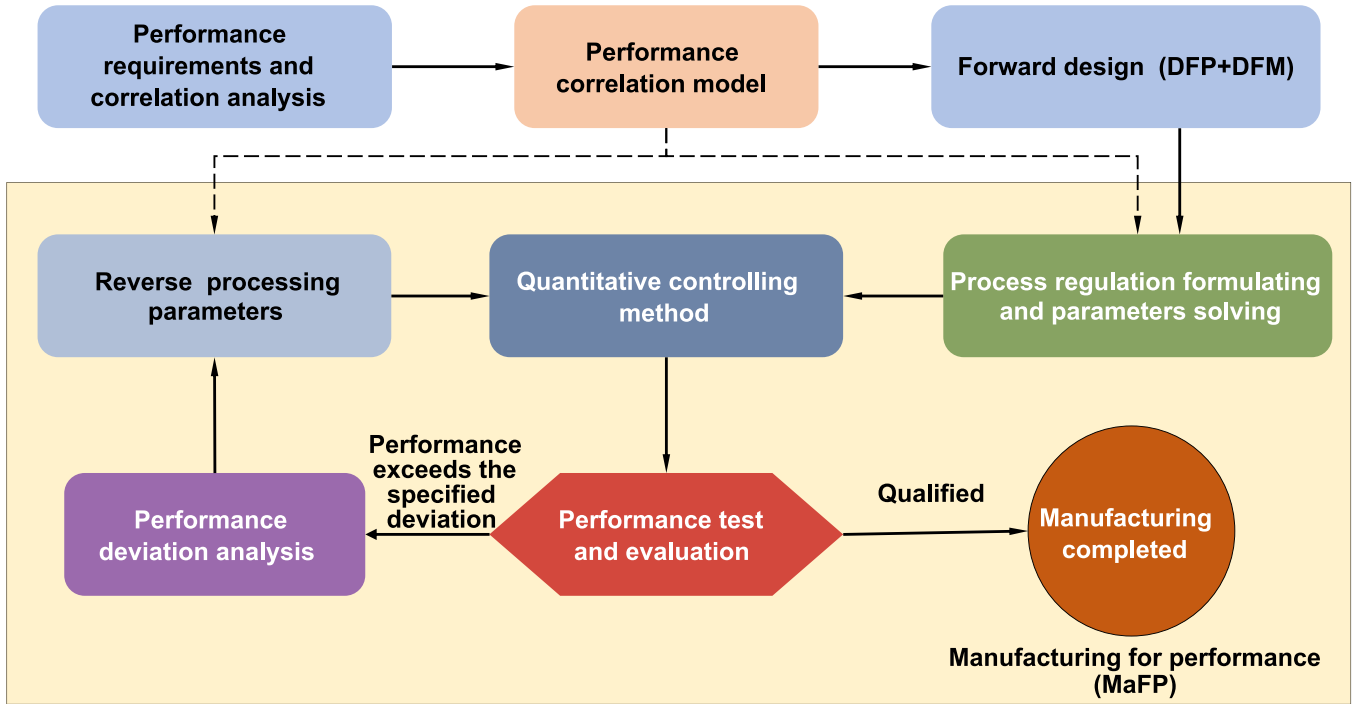 Performance
requirements and
correlation analysis
Performance
correlation model
Forward design (DFP+DFM)
Reverse processing
parameters
Quantitative controlling
method
Process regulation formulating
and parameters solving
Performance
exceeds the
specified
deviation
Performance
deviation analysis
Performance test
and evaluation
Qualified
Manufacturing
completed
Manufacturing for performance
(MaFP)